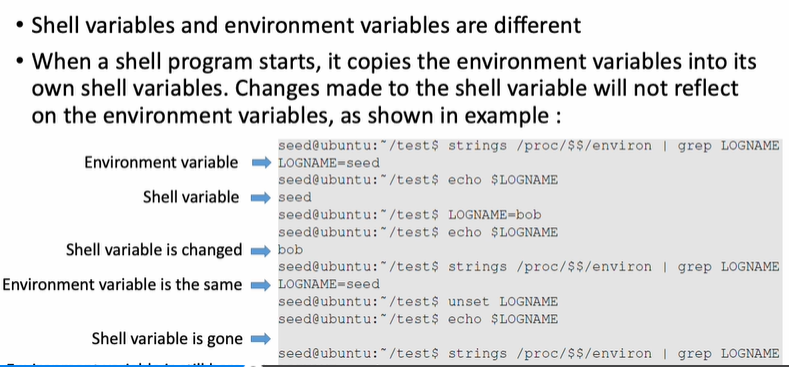 • Shell variables and environment variables are different
• When a shell program starts, it copies the environment variables into its
own shell variables. Changes made to the shell variable will not reflect
on the environment variables, as shown in example :
seed@ubuntu:~/test$ strings /proc/$$/environ | grep LOGNAME
Environment variable LOGNAME=seed
seed@ubuntu:~/test$ echo $LOGNAME
Shell variable seed
seed@ubuntu:~/test$ LOGNAME=bob
seed@ubuntu:~/test$ echo $LOGNAME
Shell variable is changed bob
seed@ubuntu:~/test$ strings /proc/$$/environ | grep LOGNAME
Environment variable is the same LOGNAME=seed
seed@ubuntu:~/test$ unset LOGNAME
seed@ubuntu:~/test$ echo $LOGNAME
Shell variable is gone
seed@ubuntu:~/test$ strings /proc/$$/environ | grep LOGNAME